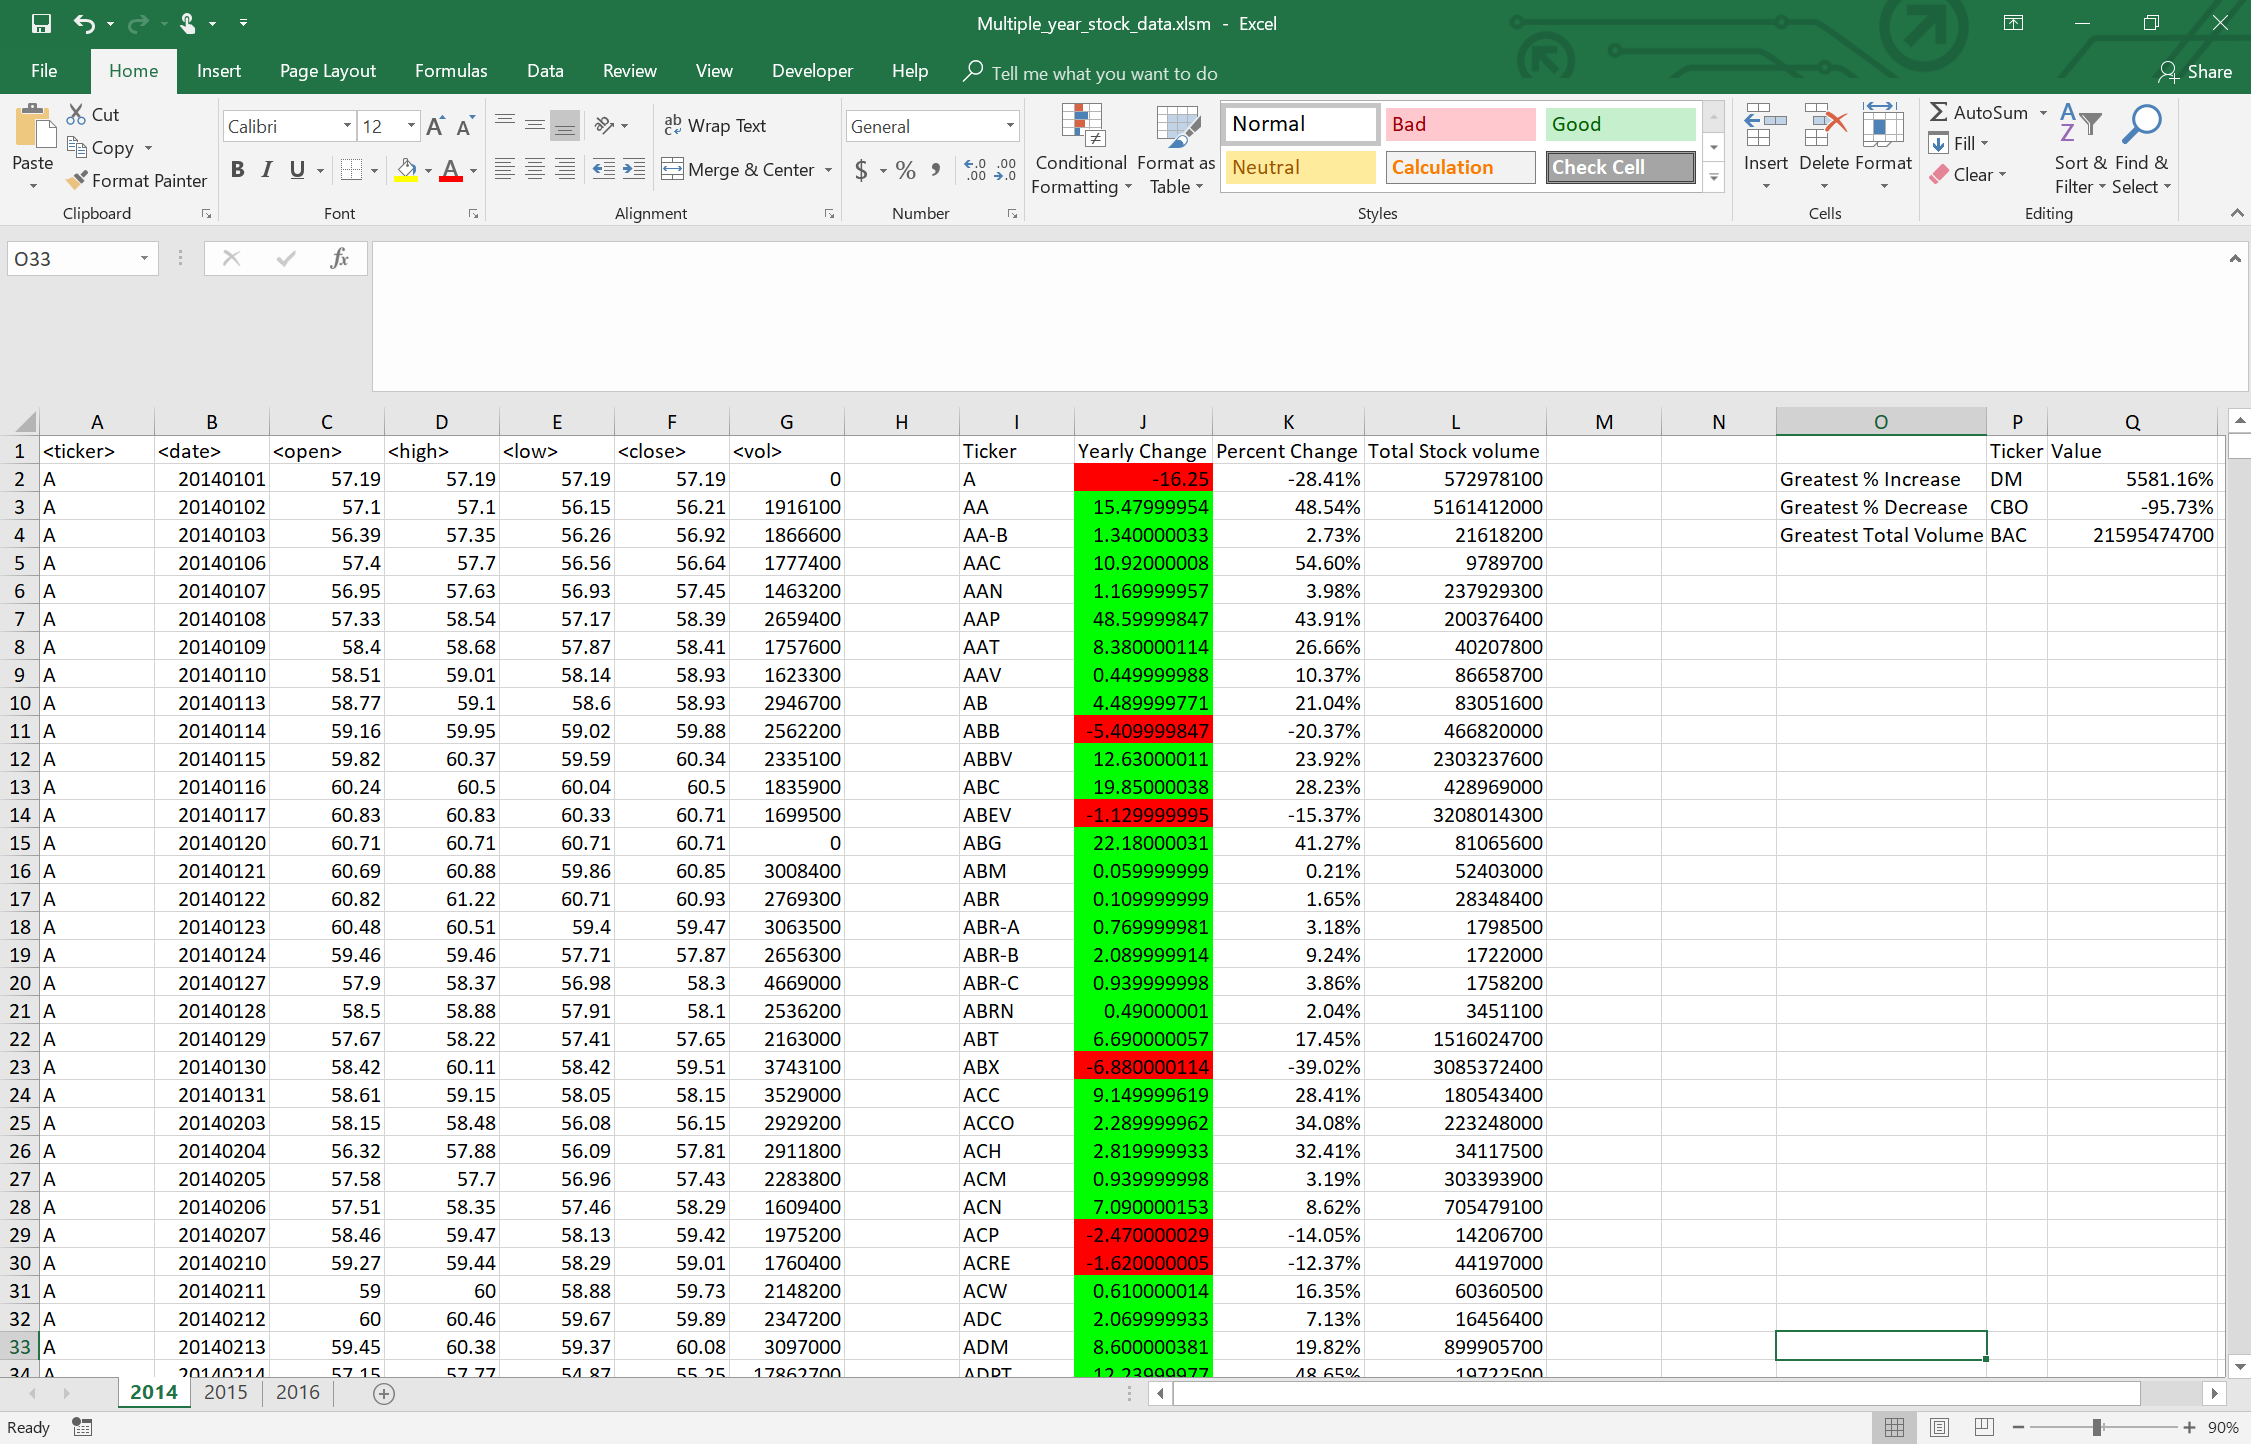 Multiple_year_stock_data.xlsm - Excel
File Home Insert Page Layout Formulas Data Review View Developer Help Tell me what you want to do Share
Paste Cut Copy Format Painter Clipboard
Calibri 12 A A B I U A Font
ab c Wrap Text Merge & Center Alignment
General $ % , Number
Conditional Formatting Format as Table
Normal Bad Good
Neutral Calculation Check Cell
Styles
Insert Delete Format Cells
AutoSum Fill Clear Sort & Filter Find & Select Editing
O33 fx
A B C D E F G H I J K L M N O P Q
1 <ticker> <date> <open> <high> <low> <close> <vol> Ticker Yearly Change Percent Change Total Stock volume Ticker Value
2 A 20140101 57.19 57.19 57.19 57.19 0 A -16.25 -28.41% 572978100 Greatest % Increase DM 5581.16%
3 A 20140102 57.1 57.1 56.15 56.21 1916100 AA 15.47999954 48.54% 5161412000 Greatest % Decrease CBO -95.73%
4 A 20140103 56.39 57.35 56.26 56.92 1866600 AA-B 1.340000033 2.73% 21618200 Greatest Total Volume BAC 21595474700
5 A 20140106 57.4 57.7 56.56 56.64 1777400 AAC 10.92000008 54.60% 9789700
6 A 20140107 56.95 57.63 56.93 57.45 1463200 AAN 1.169999957 3.98% 237929300
7 A 20140108 57.33 58.54 57.17 58.39 2659400 AAP 48.59999847 43.91% 200376400
8 A 20140109 58.4 58.68 57.87 58.41 1757600 AAT 8.380000114 26.66% 40207800
9 A 20140110 58.51 59.01 58.14 58.93 1623300 AAV 0.449999988 10.37% 86658700
10 A 20140113 58.77 59.1 58.6 58.93 2946700 AB 4.489999771 21.04% 83051600
11 A 20140114 59.16 59.95 59.02 59.88 2562200 ABB -5.409999847 -20.37% 466820000
12 A 20140115 59.82 60.37 59.59 60.34 2335100 ABBV 12.63000011 23.92% 2303237600
13 A 20140116 60.24 60.5 60.04 60.5 1835900 ABC 19.85000038 28.23% 428969000
14 A 20140117 60.83 60.83 60.33 60.71 1699500 ABEV -1.129999995 -15.37% 3208014300
15 A 20140120 60.71 60.71 60.71 60.71 0 ABG 22.18000031 41.27% 81065600
16 A 20140121 60.69 60.88 59.86 60.85 3008400 ABM 0.059999999 0.21% 52403000
17 A 20140122 60.82 61.22 60.71 60.93 2769300 ABR 0.109999999 1.65% 28348400
18 A 20140123 60.48 60.51 59.4 59.47 3063500 ABR-A 0.769999981 3.18% 1798500
19 A 20140124 59.46 59.46 57.71 57.87 2656300 ABR-B 2.089999914 9.24% 1722000
20 A 20140127 57.9 58.37 56.98 58.3 4669000 ABR-C 0.939999998 3.86% 1758200
21 A 20140128 58.5 58.88 57.91 58.1 2536200 ABRN 0.49000001 2.04% 3451100
22 A 20140129 57.67 58.22 57.41 57.65 2163000 ABT 6.690000057 17.45% 1516024700
23 A 20140130 58.42 60.11 58.42 59.51 3743100 ABX -6.880000114 -39.02% 3085372400
24 A 20140131 58.61 59.15 58.05 58.15 3529000 ACC 9.149999619 28.41% 180543400
25 A 20140203 58.15 58.48 56.08 56.15 2929200 ACCO 2.289999962 34.08% 223248000
26 A 20140204 56.32 57.88 56.09 57.81 2911800 ACH 2.819999933 32.41% 34117500
27 A 20140205 57.58 57.7 56.96 57.43 2283800 ACM 0.939999998 3.19% 303393900
28 A 20140206 57.51 58.35 57.46 58.29 1609400 ACN 7.090000153 8.62% 705479100
29 A 20140207 58.46 59.47 58.13 59.42 1975200 ACP -2.470000029 -14.05% 14206700
30 A 20140210 59.27 59.44 58.29 59.01 1760400 ACRE -1.620000005 -12.37% 44197000
31 A 20140211 59 60 58.88 59.73 2148200 ACW 0.610000014 16.35% 60360500
32 A 20140212 60 60.46 59.67 59.89 2347200 ADC 2.069999933 7.13% 16456400
33 A 20140213 59.45 60.38 59.37 60.08 3097000 ADM 8.600000381 19.82% 899905700
34 A 20140214 57.15 57.77 54.87 55.25 17862700 ADPT 12.23999977 48.65% 19722500
2014 2015 2016
Ready 90%